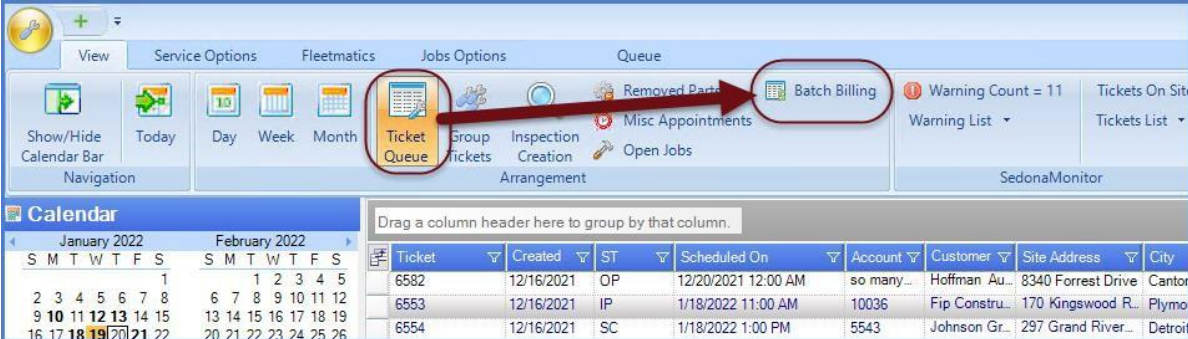 View Service Options Fleetmatics Jobs Options Queue
Show/Hide
Calendar Bar
Today
Navigation
10
Day
Week
Month
Ticket
Queue
Group
Tickets
Inspection
Creation
Removed Parts
Misc Appointments
Open Jobs
Batch Billing
Arrangement
Warning Count = 11
Warning List
Tickets On Site
Tickets List
SedonaMonitor
Calendar
January 2022
S M T W T F S
1
2 3 4 5 6 7 8
9 10 11 12 13 14 15
16 17 18 19 20 21 22
February 2022
S M T W T F S
1 2 3 4 5
6 7 8 9 10 11 12
13 14 15 16 17 18 19
20 21 22 23 24 25 26
Drag a column header here to group by that column.
Ticket Created ST Scheduled On Account Customer Site Address City
6582 12/16/2021 OP 12/20/2021 12:00 AM so many... Hoffman Au... 8340 Forrest Drive Canton
6553 12/16/2021 IP 1/18/2022 11:00 AM 10036 Fip Constru... 170 Kingswood R... Plymo
6554 12/16/2021 SC 1/18/2022 1:00 PM 5543 Johnson Gr... 297 Grand River... Detroit